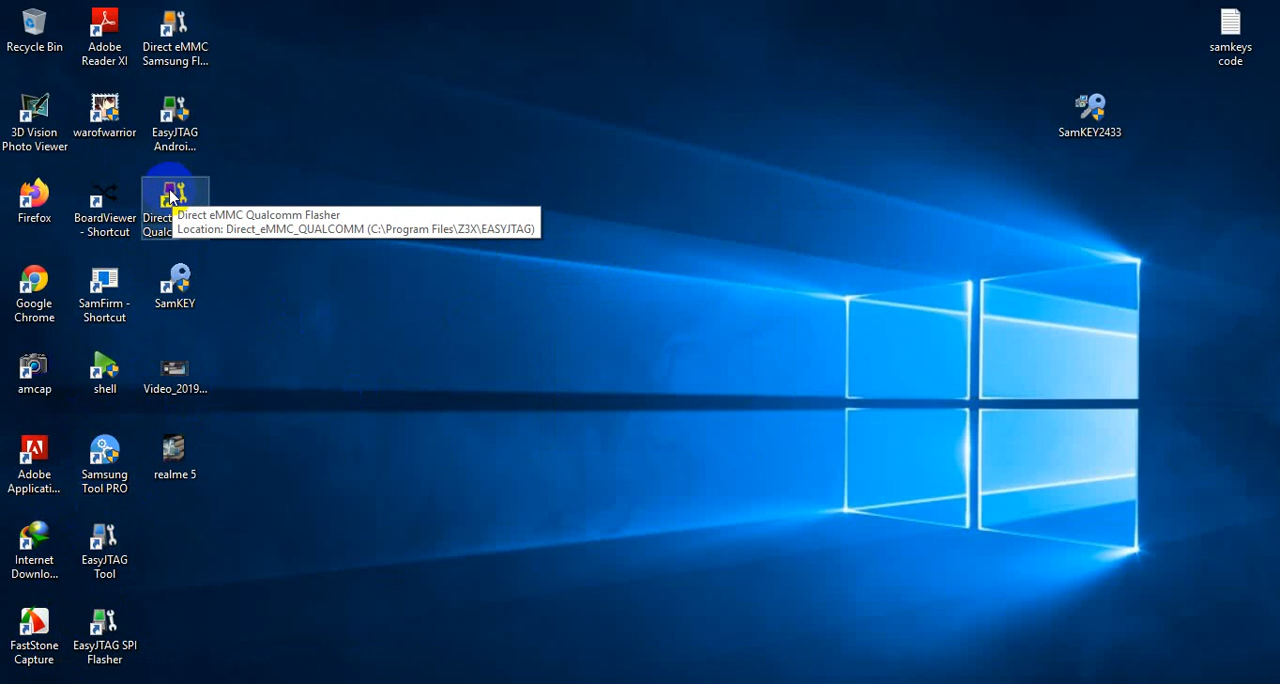 Recycle Bin
Adobe
Reader XI
Direct eMMC
Samsung Fl...
samkeys
code
3D Vision
Photo Viewer
warofwarrior
EasyJTAG
Androi...
SamKEY2433
Firefox
BoardViewer
- Shortcut
Direct
Qualc
Direct eMMC Qualcomm Flasher
Location: Direct_eMMC_QUALCOMM (C:\Program Files\Z3X\EASYJTAG)
Google
Chrome
SamFirm -
Shortcut
SamKEY
amcap
shell
Video_2019...
Adobe
Applicati...
Samsung
Tool PRO
realme 5
Internet
Downlo...
EasyJTAG
Tool
FastStone
Capture
EasyJTAG SPI
Flasher